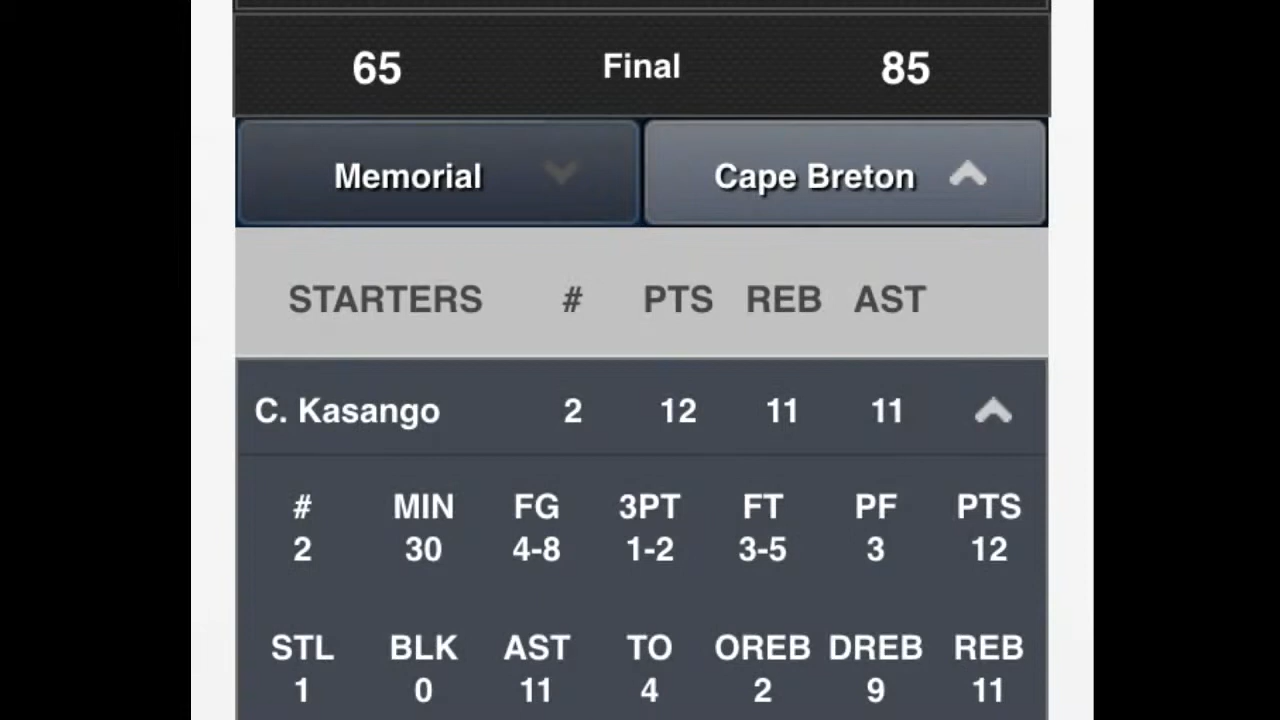 65 Final 85
Memorial Cape Breton
STARTERS # PTS REB AST
C. Kasango 2 12 11 11
# MIN FG 3PT FT PF PTS
2 30 4-8 1-2 3-5 3 12
STL BLK AST TO OREB DREB REB
1 0 11 4 2 9 11